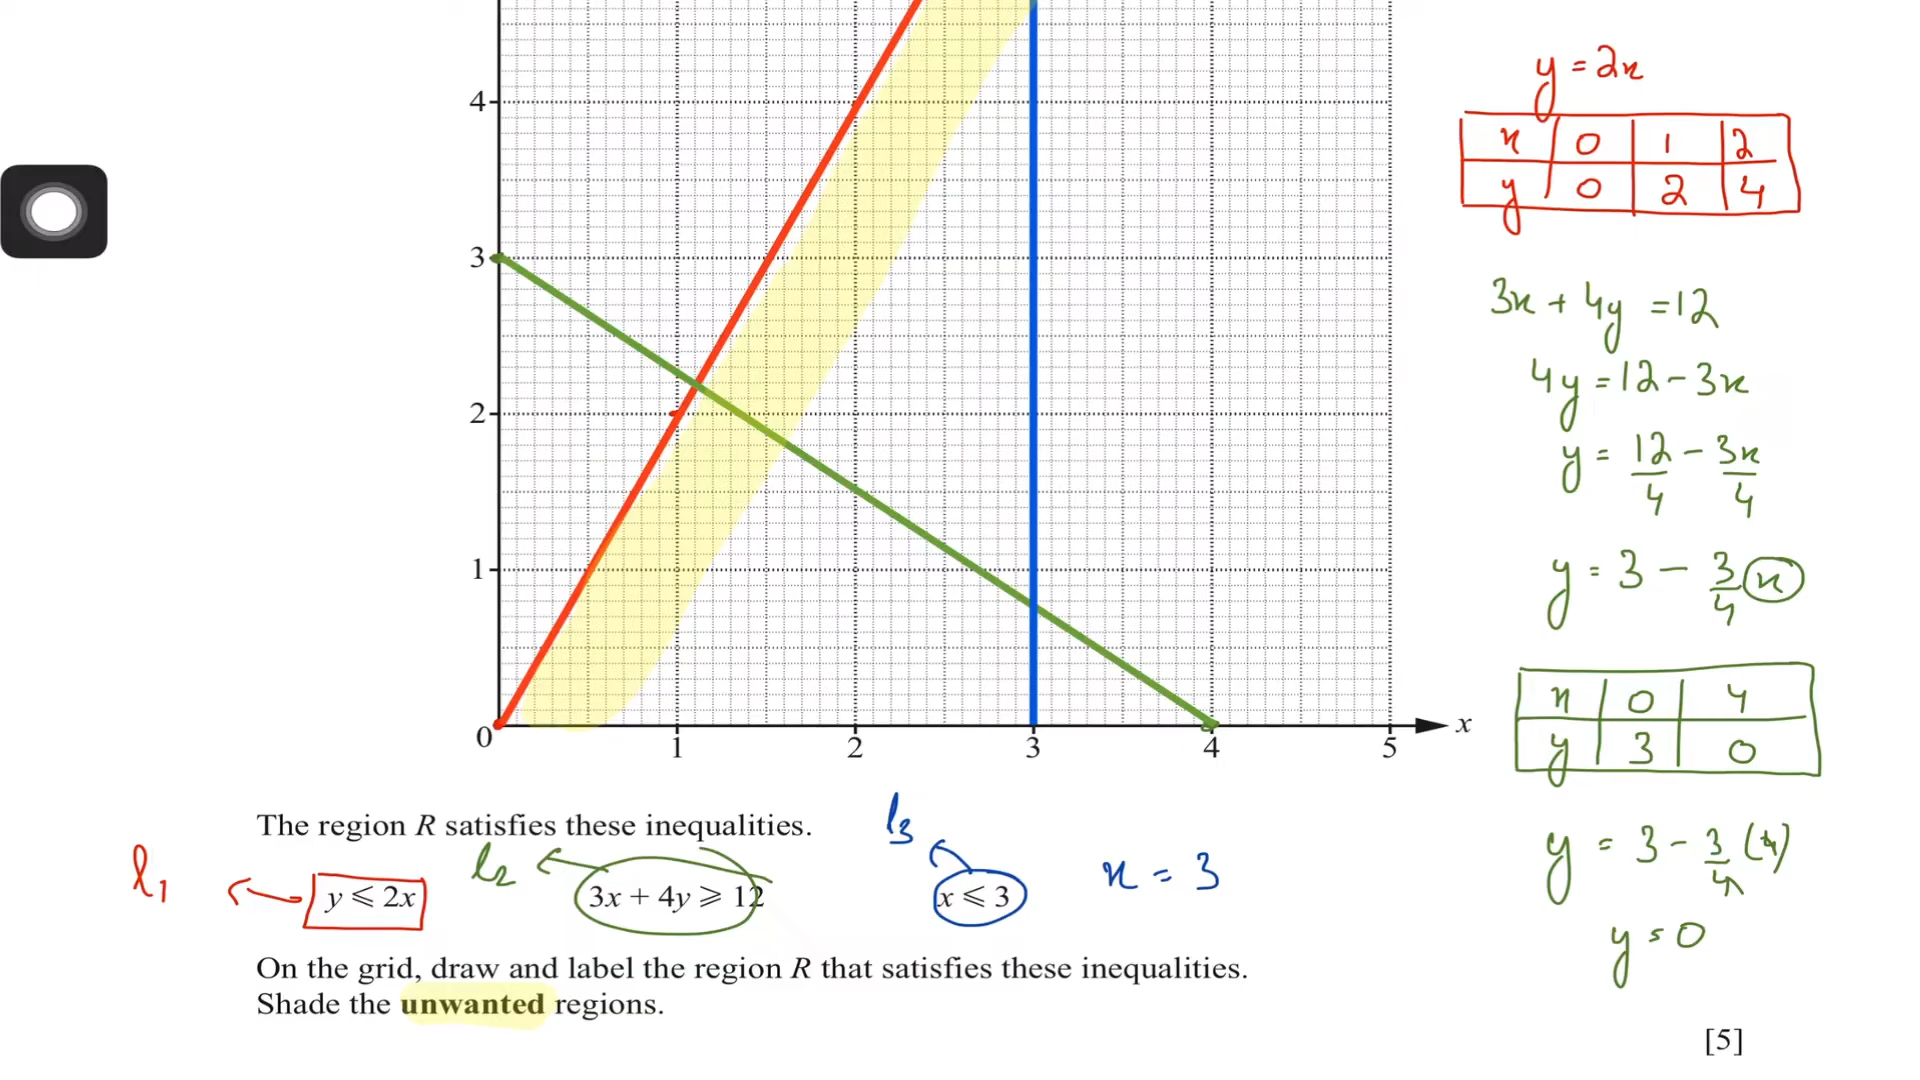 4
3
2
1
0 1 2 3 4 5 x
y = 2x
x 0 1 2
y 0 2 4
3x + 4y = 12
4y = 12 - 3x
y = 12/4 - 3x/4
y = 3 - 3/4 x
x 0 4
y 3 0
y = 3 - 3/4 (4)
y = 0
The region R satisfies these inequalities.
l1 y ⩽ 2x l2 3x + 4y ⩾ 12 l3 x ⩽ 3 x = 3
On the grid, draw and label the region R that satisfies these inequalities.
Shade the unwanted regions.
[5]